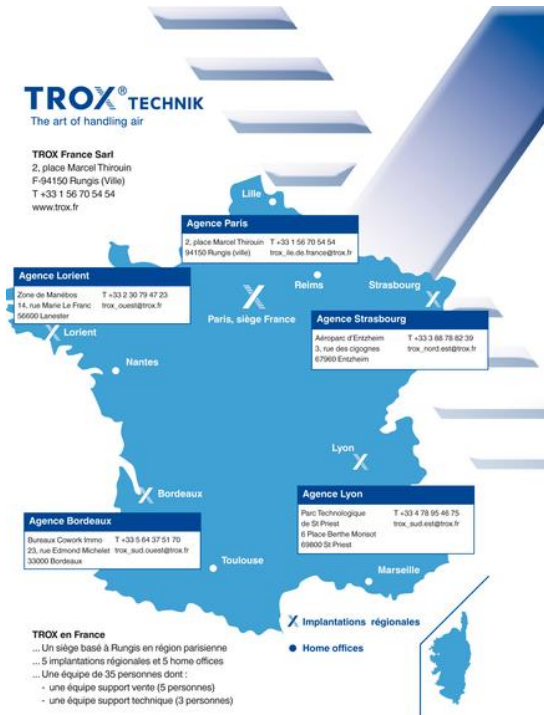 TROX® TECHNIK
The art of handling air
TROX France Sarl
2, place Marcel Thirouin
F-94150 Rungis (Ville)
T +33 1 56 70 54 54
www.trox.fr
Lille
Agence Paris
2, place Marcel Thirouin T +33 1 56 70 54 54
94150 Rungis (ville) trox_ile.de.france@trox.fr
Agence Lorient
Zone de Manébos T +33 2 30 79 47 23
14, rue Marie Le Franc trox_ouest@trox.fr
56600 Lanester
Reims
Strasbourg
Paris, siège France
Lorient
Agence Strasbourg
Aéroparc d'Entzheim T +33 3 88 78 82 39
3, rue des cigognes trox_nord.est@trox.fr
67960 Entzheim
Nantes
Lyon
Bordeaux
Agence Lyon
Parc Technologique T +33 4 78 95 46 75
de St Priest trox_sud.est@trox.fr
6 Place Berthe Morisot
69800 St Priest
Agence Bordeaux
Bureaux Cowork Immo T +33 5 64 37 51 70
23, rue Edmond Michelet trox_sud.ouest@trox.fr
33000 Bordeaux
Toulouse
Marseille
Implantations régionales
Home offices
TROX en France
... Un siège basé à Rungis en région parisienne
... 5 implantations régionales et 5 home offices
... Une équipe de 35 personnes dont :
- une équipe support vente (5 personnes)
- une équipe support technique (3 personnes)